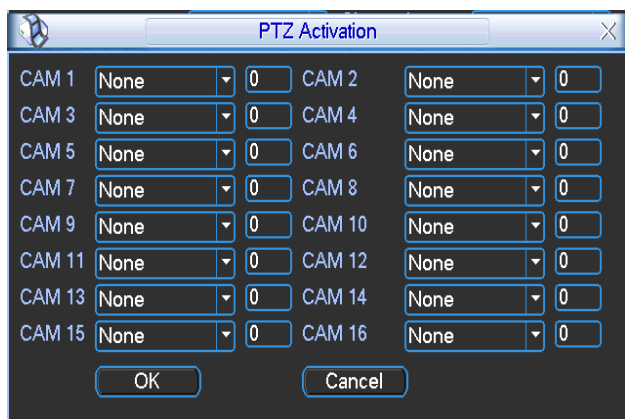 PTZ Activation
CAM 1 None 0 CAM 2 None 0
CAM 3 None 0 CAM 4 None 0
CAM 5 None 0 CAM 6 None 0
CAM 7 None 0 CAM 8 None 0
CAM 9 None 0 CAM 10 None 0
CAM 11 None 0 CAM 12 None 0
CAM 13 None 0 CAM 14 None 0
CAM 15 None 0 CAM 16 None 0
OK Cancel